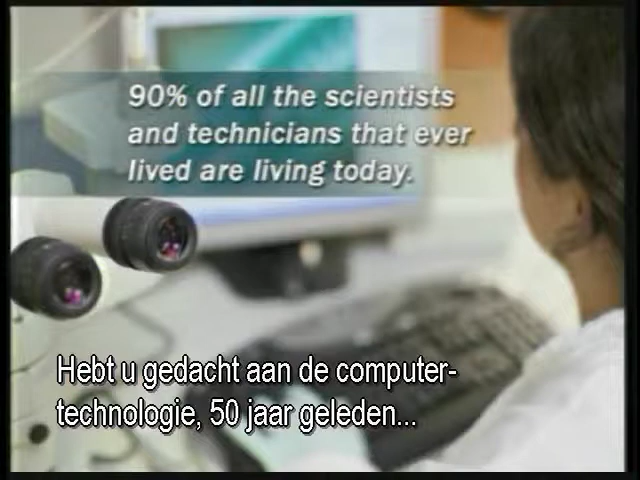 90% of all the scientists
and technicians that ever
lived are living today.
Hebt u gedacht aan de computer-
technologie, 50 jaar geleden...